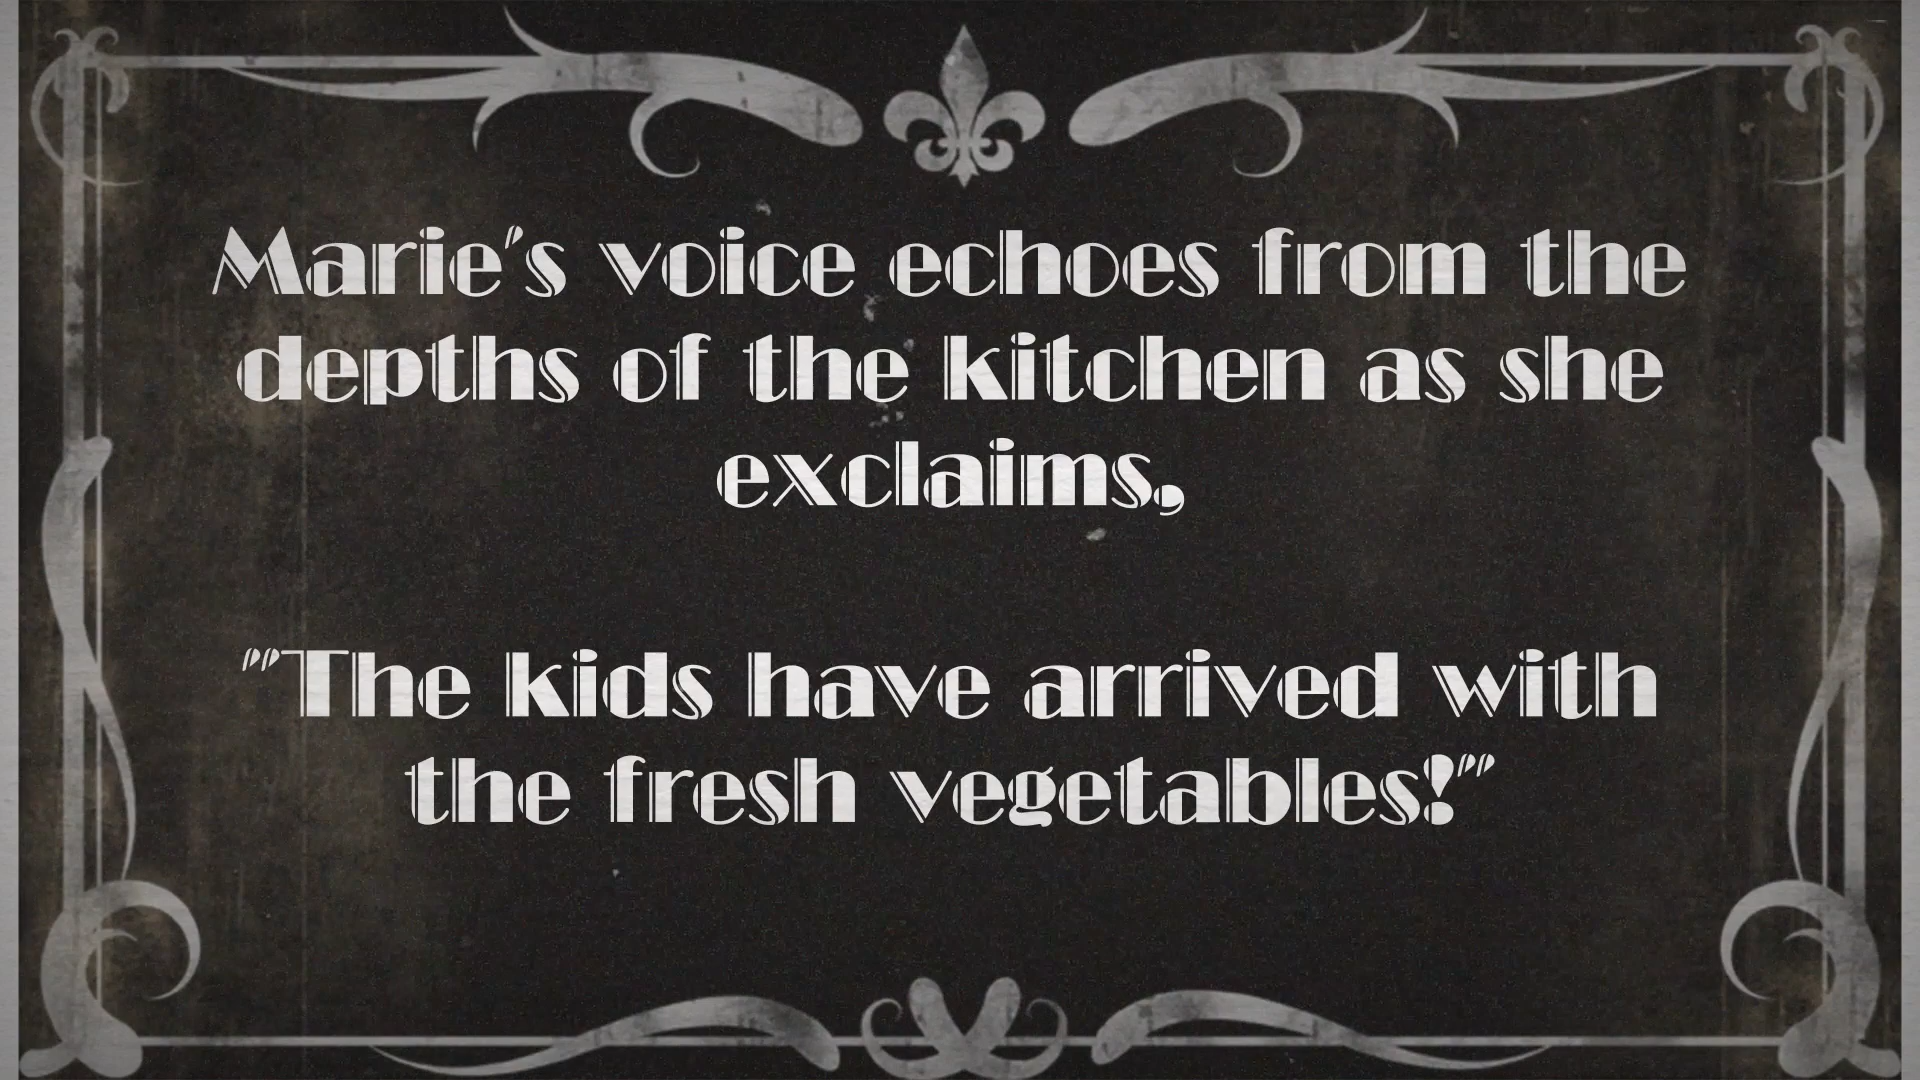 Marie's voice echoes from the
depths of the kitchen as she
exclaims,
"The kids have arrived with
the fresh vegetables!"